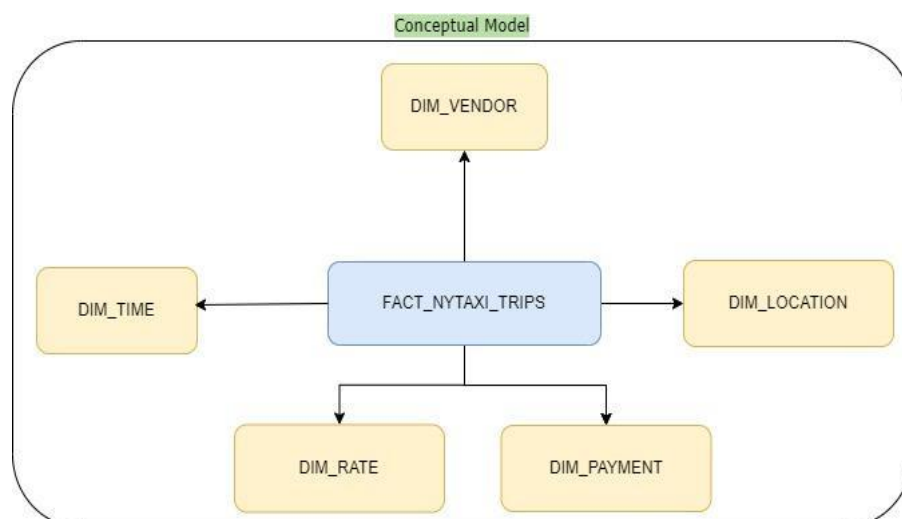 Conceptual Model
DIM_VENDOR
DIM_TIME
FACT_NYTAXI_TRIPS
DIM_LOCATION
DIM_RATE
DIM_PAYMENT